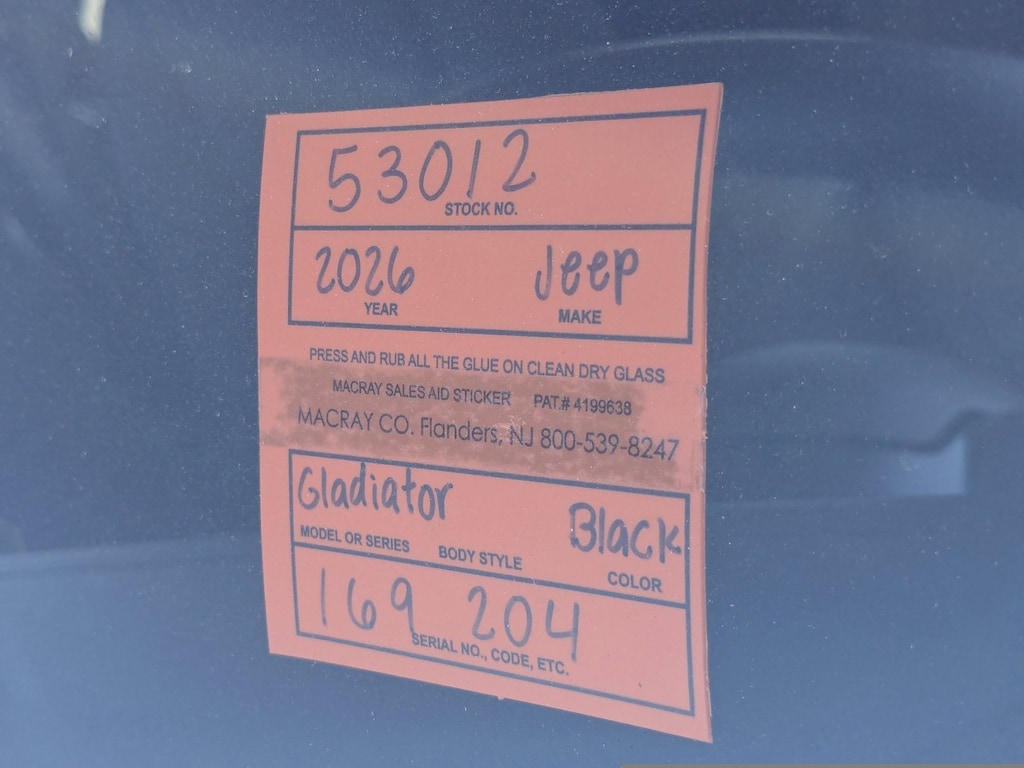 53012
STOCK NO.
2026 Jeep
YEAR MAKE
PRESS AND RUB ALL THE GLUE ON CLEAN DRY GLASS
MACRAY SALES AID STICKER PAT.# 4199638
MACRAY CO. Flanders, NJ 800-539-8247
Gladiator Black
MODEL OR SERIES BODY STYLE COLOR
169 204
SERIAL NO., CODE, ETC.